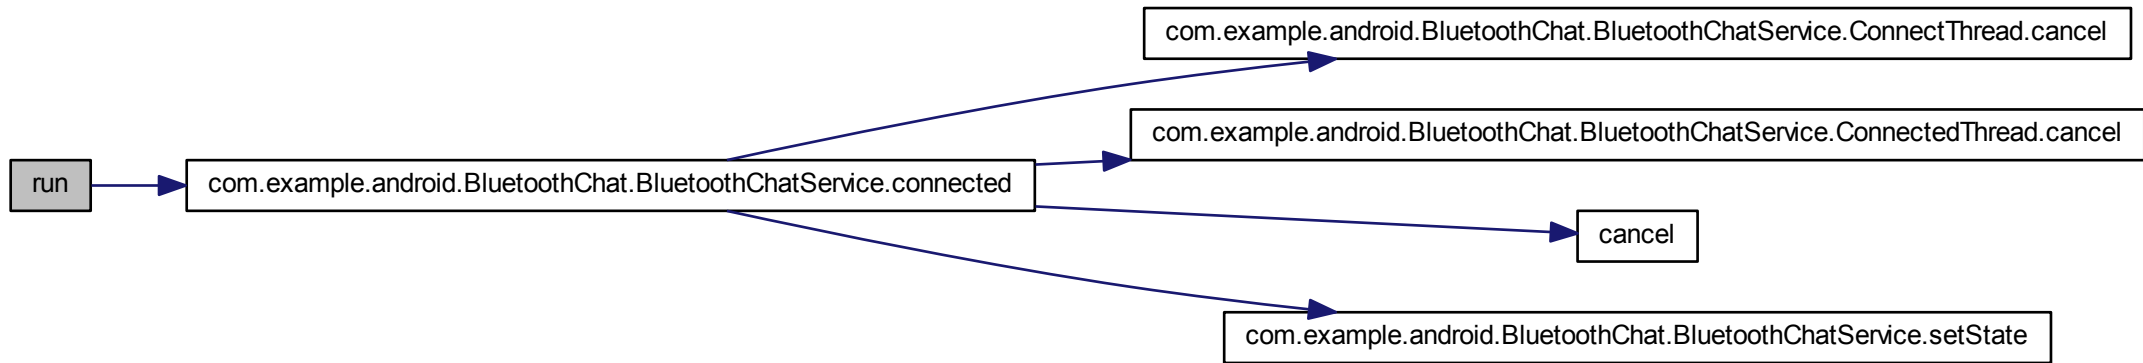 com.example.android.BluetoothChat.BluetoothChatService.ConnectThread.cancel
com.example.android.BluetoothChat.BluetoothChatService.ConnectedThread.cancel
run
com.example.android.BluetoothChat.BluetoothChatService.connected
cancel
com.example.android.BluetoothChat.BluetoothChatService.setState